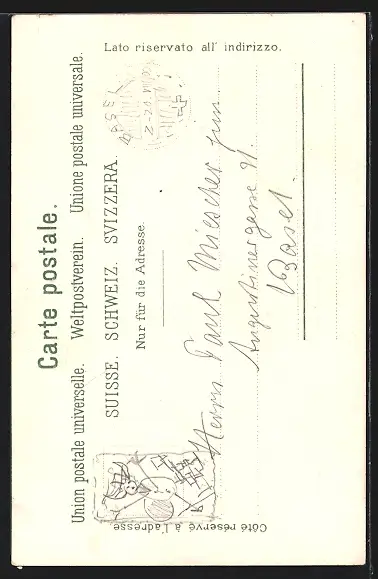 Carte postale.
Union postale universelle. Weltpostverein. Unione postale universale.
SUISSE. SCHWEIZ. SVIZZERA.
Nur für die Adresse.
Côté réservé à l'adresse
Lato riservato all' indirizzo.
BASEL
Herrn Paul Miescher jun.
Augustinergasse 21.
Basel.